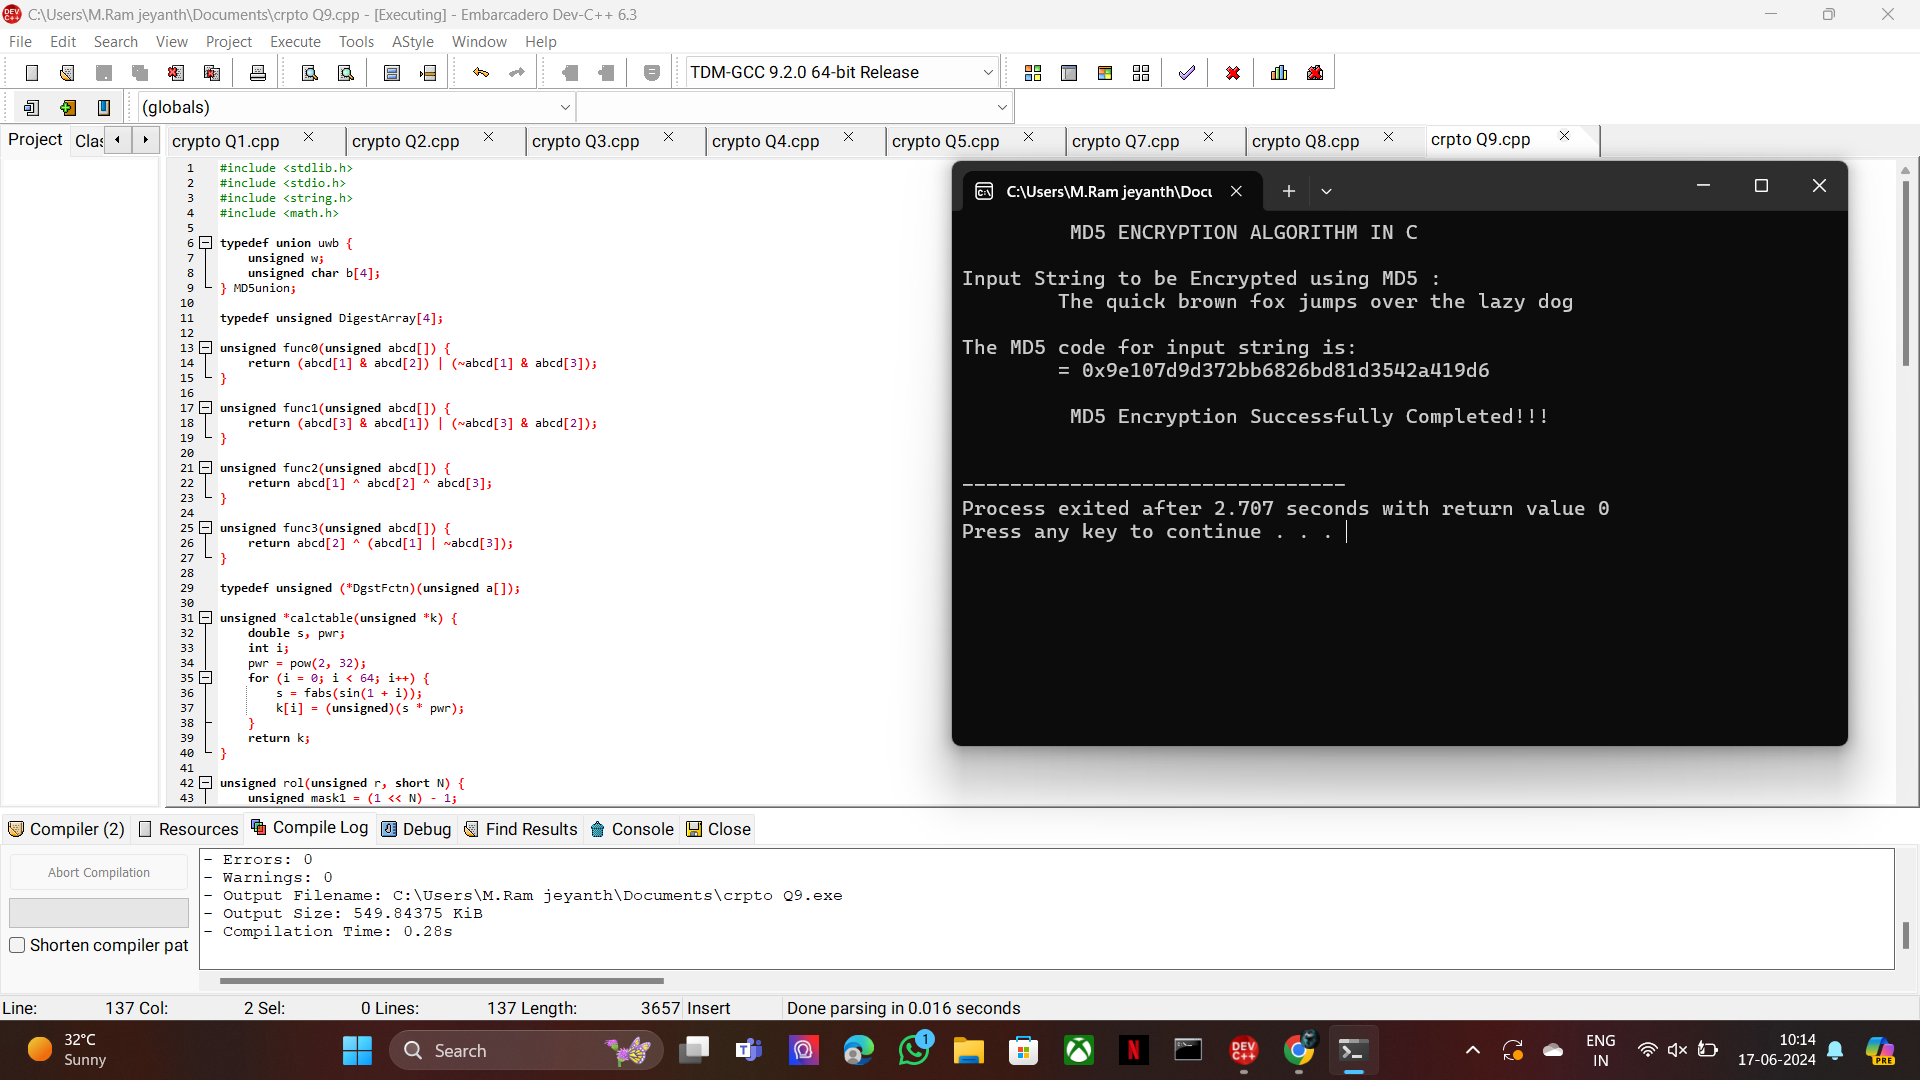 C:\Users\M.Ram jeyanth\Documents\crpto Q9.cpp - [Executing] - Embarcadero Dev-C++ 6.3
File Edit Search View Project Execute Tools AStyle Window Help
TDM-GCC 9.2.0 64-bit Release
(globals)
Project Clas
crypto Q1.cpp crypto Q2.cpp crypto Q3.cpp crypto Q4.cpp crypto Q5.cpp crypto Q7.cpp crypto Q8.cpp crpto Q9.cpp
1 #include <stdlib.h>
2 #include <stdio.h>
3 #include <string.h>
4 #include <math.h>
5
6 typedef union uwb {
7 unsigned w;
8 unsigned char b[4];
9 } MD5union;
10
11 typedef unsigned DigestArray[4];
12
13 unsigned func0(unsigned abcd[]) {
14 return (abcd[1] & abcd[2]) | (~abcd[1] & abcd[3]);
15 }
16
17 unsigned func1(unsigned abcd[]) {
18 return (abcd[3] & abcd[1]) | (~abcd[3] & abcd[2]);
19 }
20
21 unsigned func2(unsigned abcd[]) {
22 return abcd[1] ^ abcd[2] ^ abcd[3];
23 }
24
25 unsigned func3(unsigned abcd[]) {
26 return abcd[2] ^ (abcd[1] | ~abcd[3]);
27 }
28
29 typedef unsigned (*DgstFctn)(unsigned a[]);
30
31 unsigned *calctable(unsigned *k) {
32 double s, pwr;
33 int i;
34 pwr = pow(2, 32);
35 for (i = 0; i < 64; i++) {
36 s = fabs(sin(1 + i));
37 k[i] = (unsigned)(s * pwr);
38 }
39 return k;
40 }
41
42 unsigned rol(unsigned r, short N) {
43 unsigned mask1 = (1 << N) - 1;
C:\Users\M.Ram jeyanth\Docu
MD5 ENCRYPTION ALGORITHM IN C
Input String to be Encrypted using MD5 :
The quick brown fox jumps over the lazy dog
The MD5 code for input string is:
= 0x9e107d9d372bb6826bd81d3542a419d6
MD5 Encryption Successfully Completed!!!
--------------------------------
Process exited after 2.707 seconds with return value 0
Press any key to continue . . .
Compiler (2) Resources Compile Log Debug Find Results Console Close
Abort Compilation
Shorten compiler pat
- Errors: 0
- Warnings: 0
- Output Filename: C:\Users\M.Ram jeyanth\Documents\crpto Q9.exe
- Output Size: 549.84375 KiB
- Compilation Time: 0.28s
Line: 137 Col: 2 Sel: 0 Lines: 137 Length: 3657 Insert Done parsing in 0.016 seconds
32°C
Sunny
Search
1
DEV C++
ENG
IN
10:14
17-06-2024
PRE